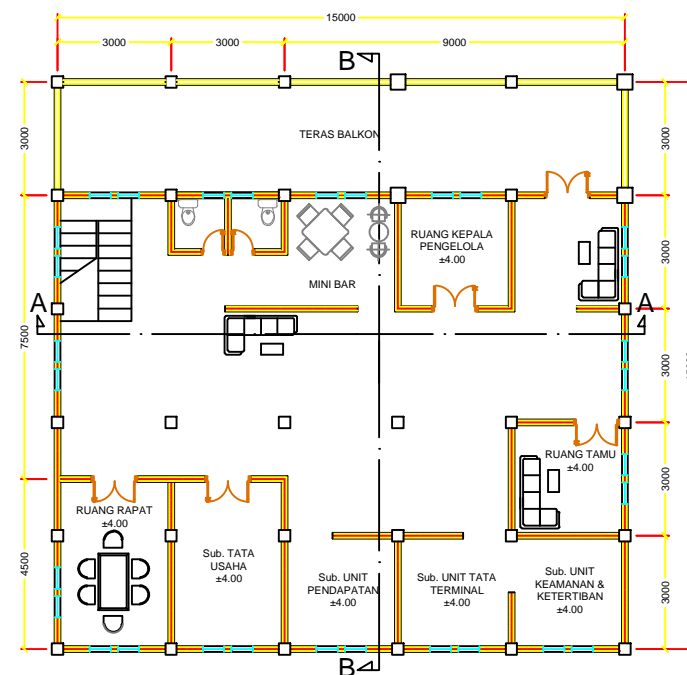 15000
3000
3000
9000
B
TERAS BALKON
3000
3000
RUANG KEPALA
PENGELOLA
±4.00
3000
MINI BAR
A
A
7500
3000
RUANG TAMU
±4.00
3000
RUANG RAPAT
±4.00
4500
Sub. TATA
USAHA
±4.00
Sub. UNIT
PENDAPATAN
±4.00
Sub. UNIT TATA
TERMINAL
±4.00
Sub. UNIT
KEAMANAN &
KETERTIBAN
±4.00
3000
B